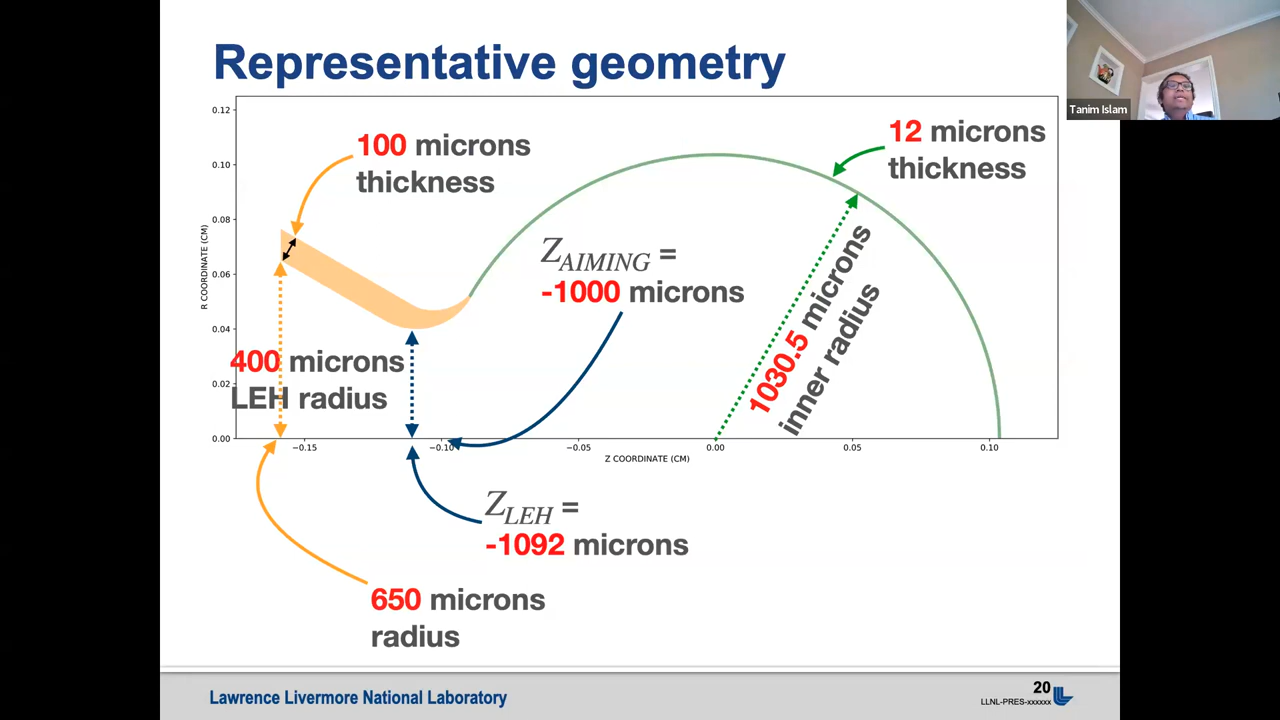 Representative geometry
Tanim Islam
0.12
0.10
0.08
0.06
0.04
0.02
0.00
R COORDINATE (CM)
100 microns
thickness
12 microns
thickness
Z_AIMING =
-1000 microns
1030.5 microns
inner radius
400 microns
LEH radius
−0.15
−0.10
−0.05
0.00
0.05
0.10
Z COORDINATE (CM)
Z_LEH =
-1092 microns
650 microns
radius
Lawrence Livermore National Laboratory
20
LLNL-PRES-xxxxxx